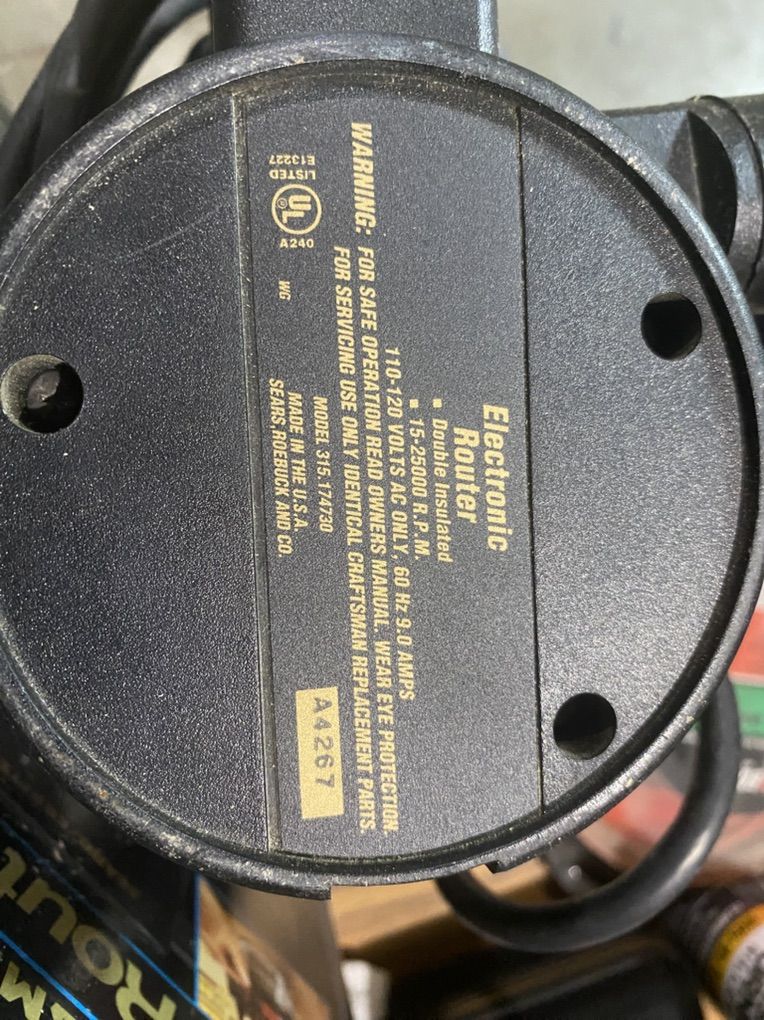 Electronic
Router
▪ Double Insulated
▪ 15-25000 R.P.M.
110-120 VOLTS AC ONLY, 60 Hz 9.0 AMPS
WARNING: FOR SAFE OPERATION READ OWNERS MANUAL. WEAR EYE PROTECTION.
FOR SERVICING USE ONLY IDENTICAL CRAFTSMAN REPLACEMENT PARTS.
MODEL 315.174730
MADE IN THE U.S.A.
SEARS, ROEBUCK AND CO.
WG
A4267
E13227
LISTED
UL
®
A240
Rout